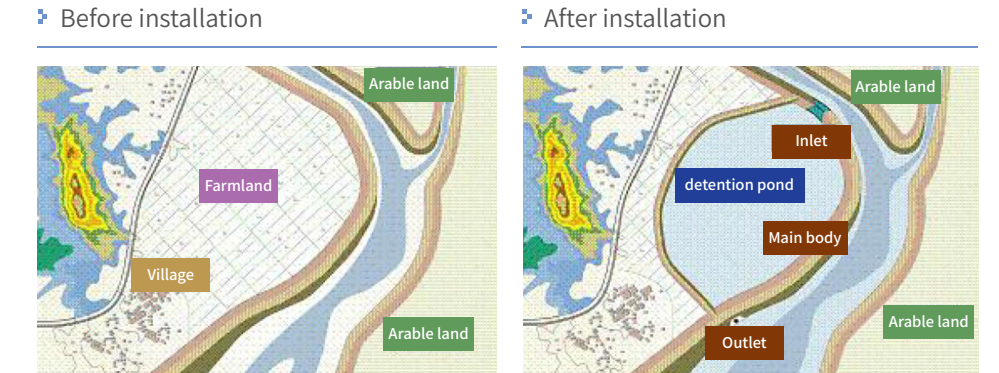 Before installation
After installation
Arable land
Farmland
Village
Arable land
Arable land
Inlet
detention pond
Main body
Arable land
Outlet